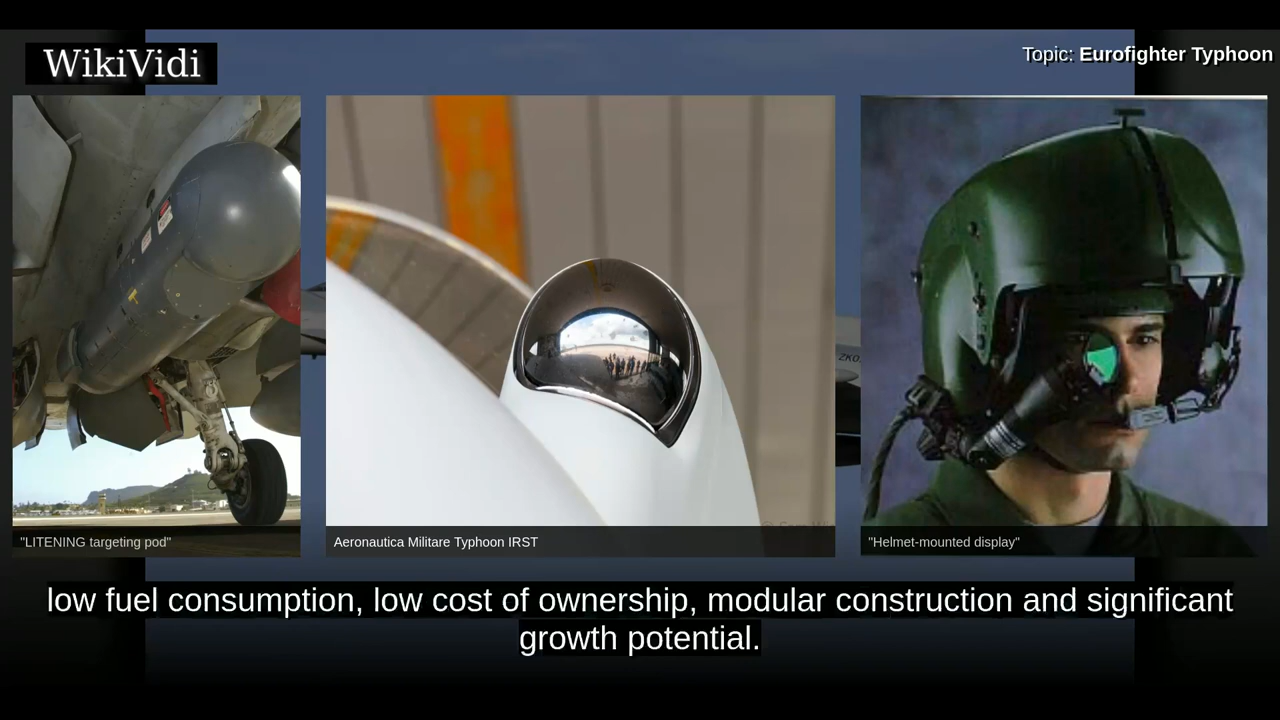 WikiVidi
Topic: Eurofighter Typhoon
"LITENING targeting pod"
Aeronautica Militare Typhoon IRST
"Helmet-mounted display"
low fuel consumption, low cost of ownership, modular construction and significant
growth potential.